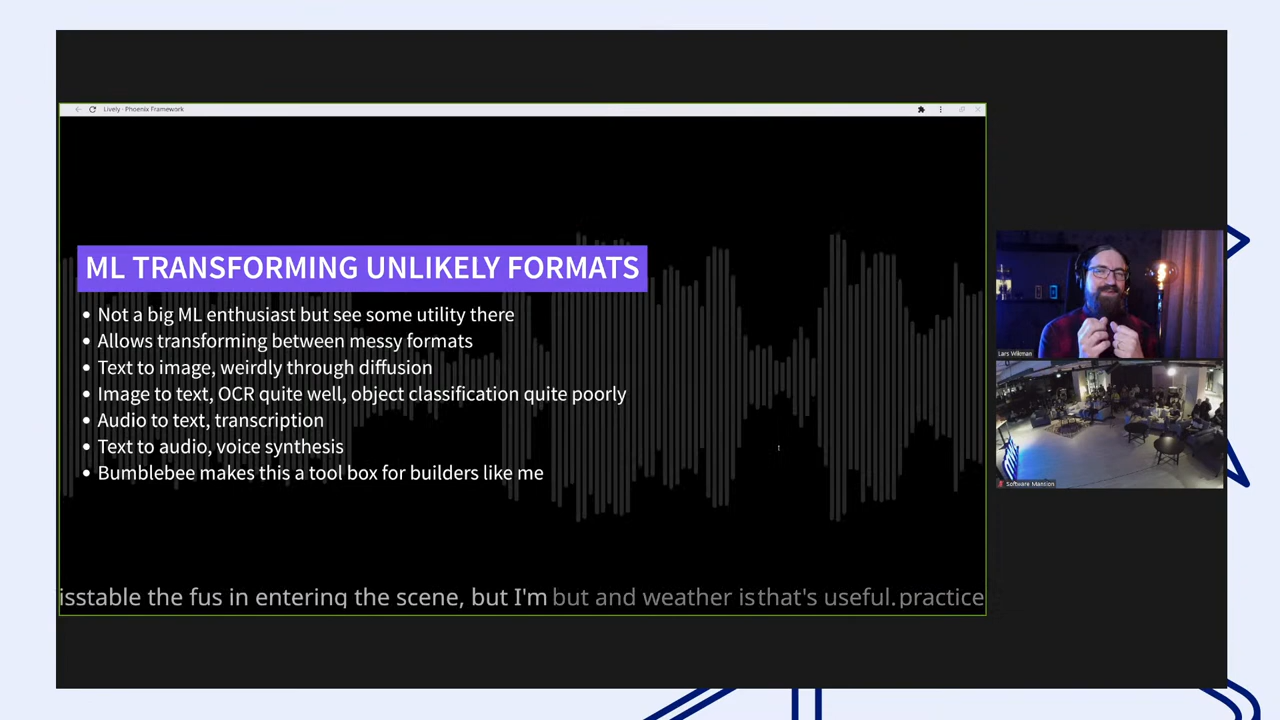 Lively · Phoenix Framework
ML TRANSFORMING UNLIKELY FORMATS
• Not a big ML enthusiast but see some utility there
• Allows transforming between messy formats
• Text to image, weirdly through diffusion
• Image to text, OCR quite well, object classification quite poorly
• Audio to text, transcription
• Text to audio, voice synthesis
• Bumblebee makes this a tool box for builders like me
isstable the fus in entering the scene, but I'm but and weather is that's useful. practice
Lars Wikman
Software Mansion